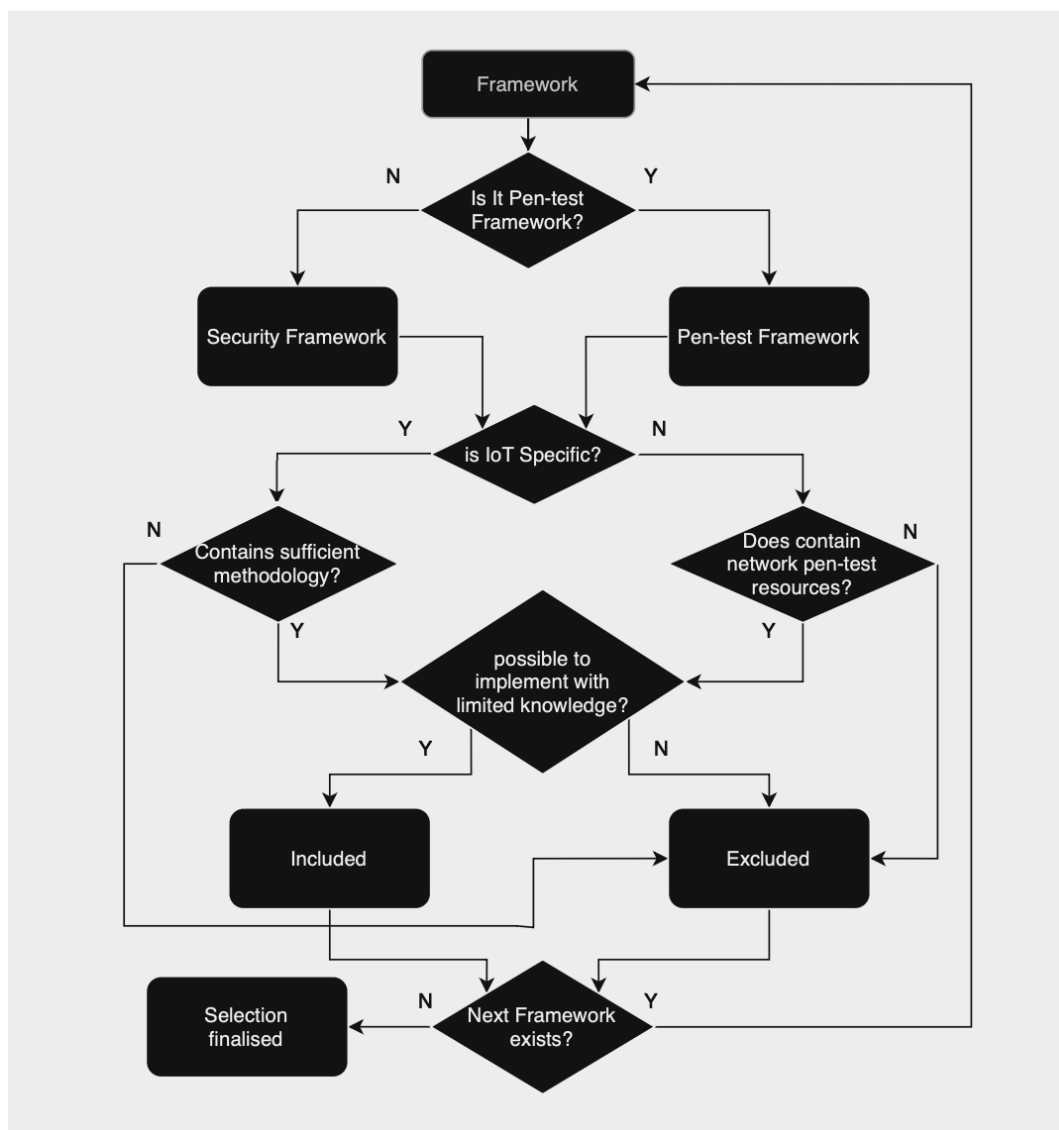 Framework
N
Y
Is It Pen-test
Framework?
Security Framework
Pen-test Framework
Y
N
is IoT Specific?
N
N
Contains sufficient
methodology?
Does contain
network pen-test
resources?
Y
Y
possible to
implement with
limited knowledge?
Y
N
Included
Excluded
Selection
finalised
N
Y
Next Framework
exists?